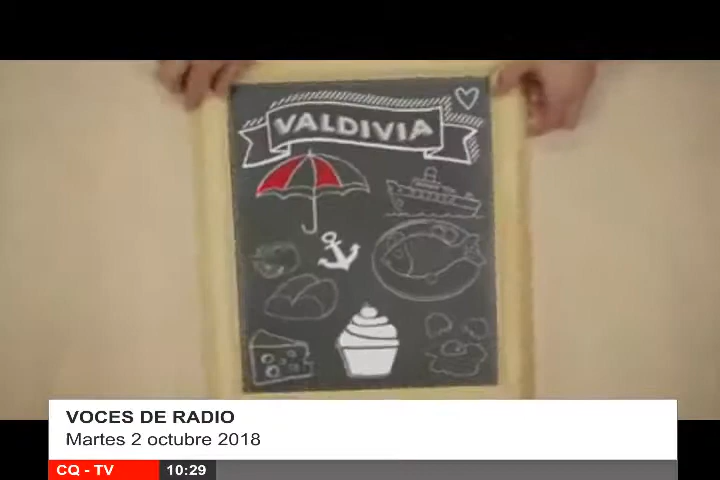 VALDIVIA
VOCES DE RADIO
Martes 2 octubre 2018
CQ - TV
10:29